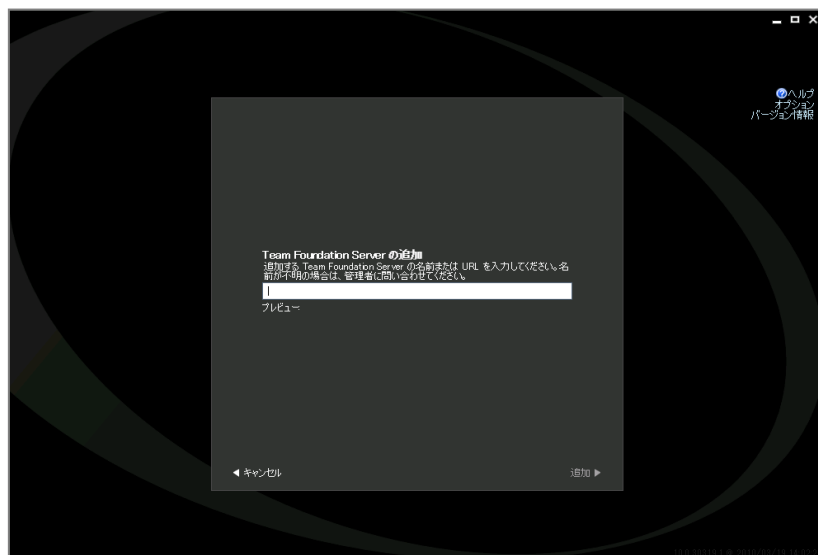 ヘルプ
オプション
バージョン情報
Team Foundation Server の追加
追加する Team Foundation Server の名前または URL を入力してください。名
前が不明の場合は、管理者に問い合わせてください。
プレビュー:
キャンセル
追加